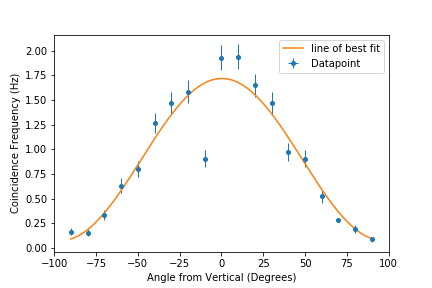 line of best fit
Datapoint
Coincidence Frequency (Hz)
2.00
1.75
1.50
1.25
1.00
0.75
0.50
0.25
0.00
−100 −75 −50 −25 0 25 50 75 100
Angle from Vertical (Degrees)